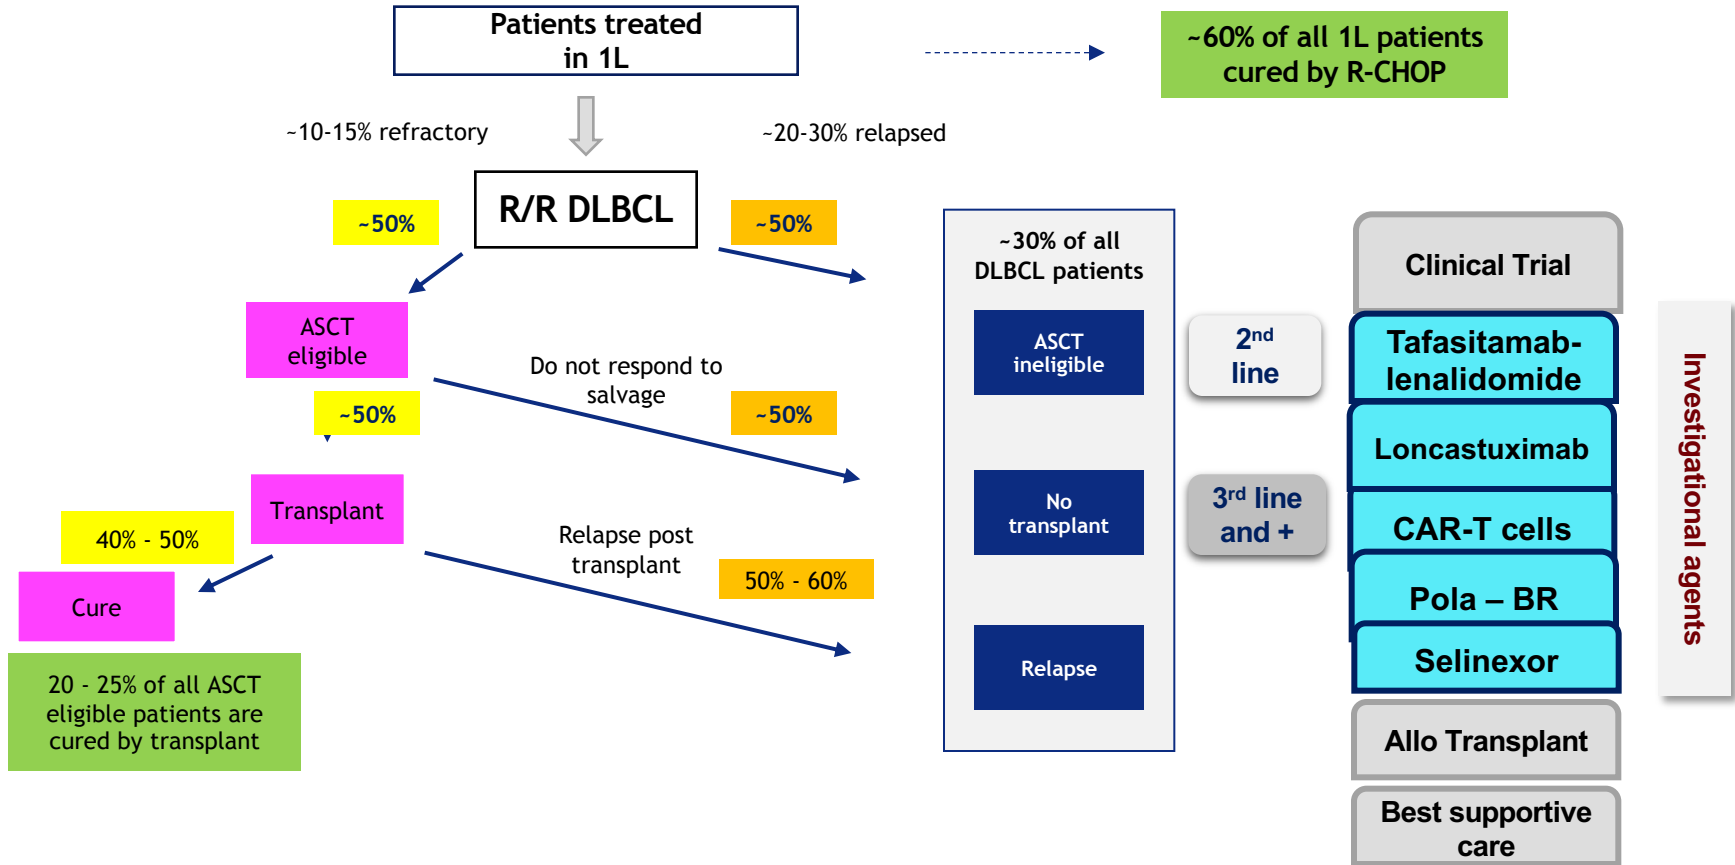 Patients treated
in 1L
~60% of all 1L patients
cured by R-CHOP
~10-15% refractory
~20-30% relapsed
R/R DLBCL
~50%
~50%
ASCT
eligible
~50%
Do not respond to
salvage
~50%
Transplant
40% - 50%
Relapse post
transplant
50% - 60%
Cure
20 - 25% of all ASCT
eligible patients are
cured by transplant
~30% of all
DLBCL patients
ASCT
ineligible
No
transplant
Relapse
2nd
line
3rd line
and +
Clinical Trial
Tafasitamab-
lenalidomide
Loncastuximab
CAR-T cells
Pola – BR
Selinexor
Allo Transplant
Best supportive
care
Investigational agents